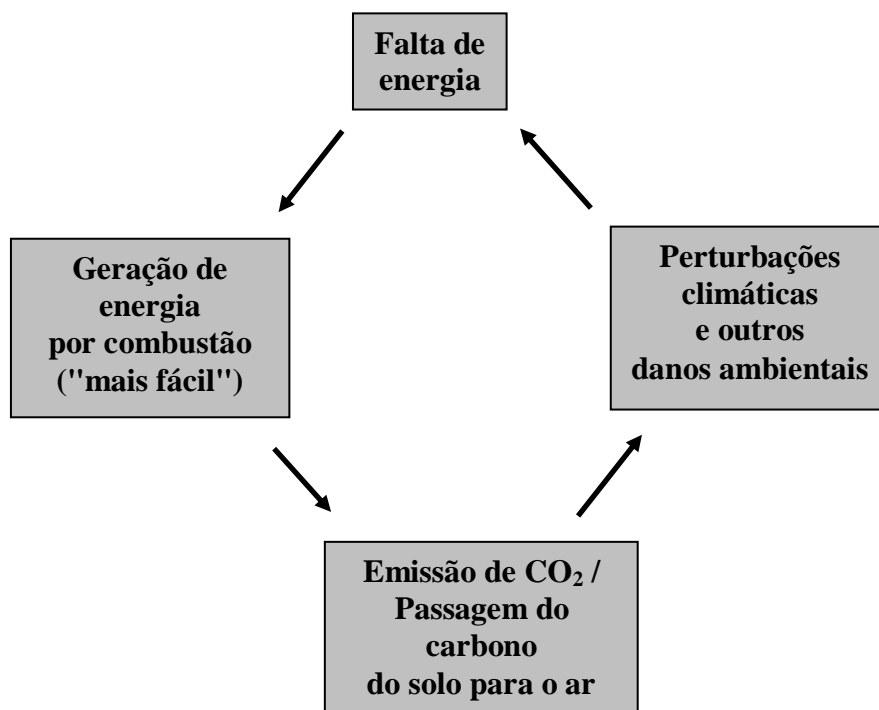 Falta de
energia
Geração de
energia
por combustão
("mais fácil")
Perturbações
climáticas
e outros
danos ambientais
Emissão de CO₂ /
Passagem do
carbono
do solo para o ar